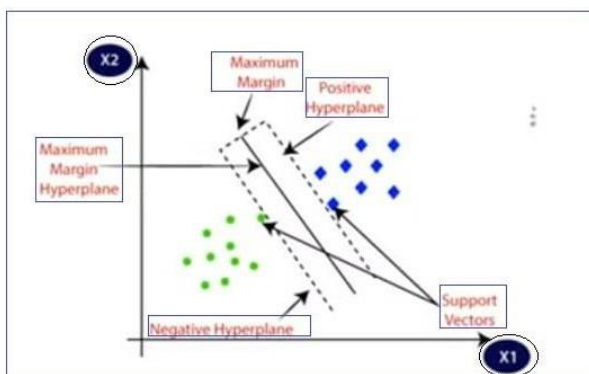 X2
Maximum
Margin
Positive
Hyperplane
Maximum
Margin
Hyperplane
Support
Vectors
Negative Hyperplane
X1